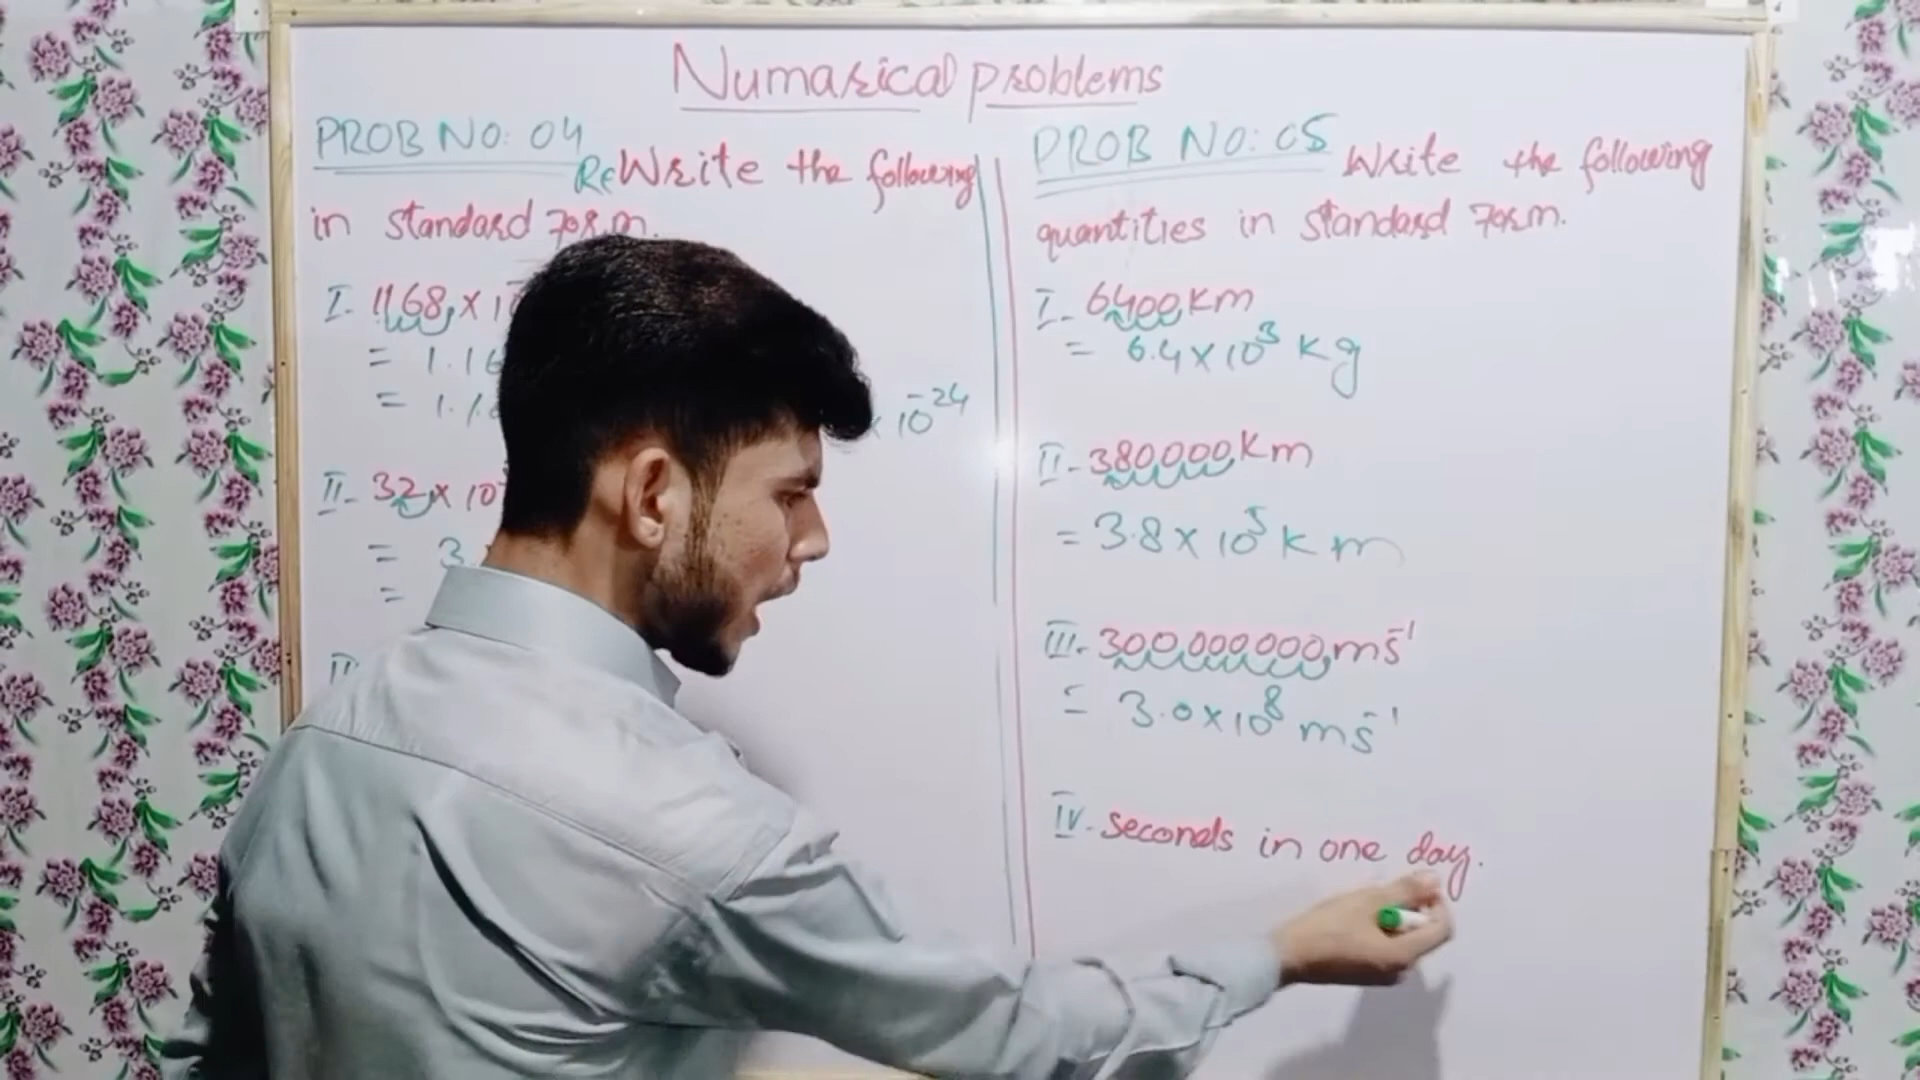 Numarical problems
PROB NO: 04
ReWrite the following
in standard form.
I. 1168 × 10
= 1.16
= 1.1
× 10⁻²⁴
II. 32 × 10
= 3.
=
PROB NO: 05 Write the following
quantities in standard form.
I. 6400 Km
= 6.4 × 10³ Kg
II. 380000 Km
= 3.8 × 10⁵ Km
III. 300,000,000 ms⁻¹
= 3.0 × 10⁸ ms⁻¹
IV. seconds in one day.